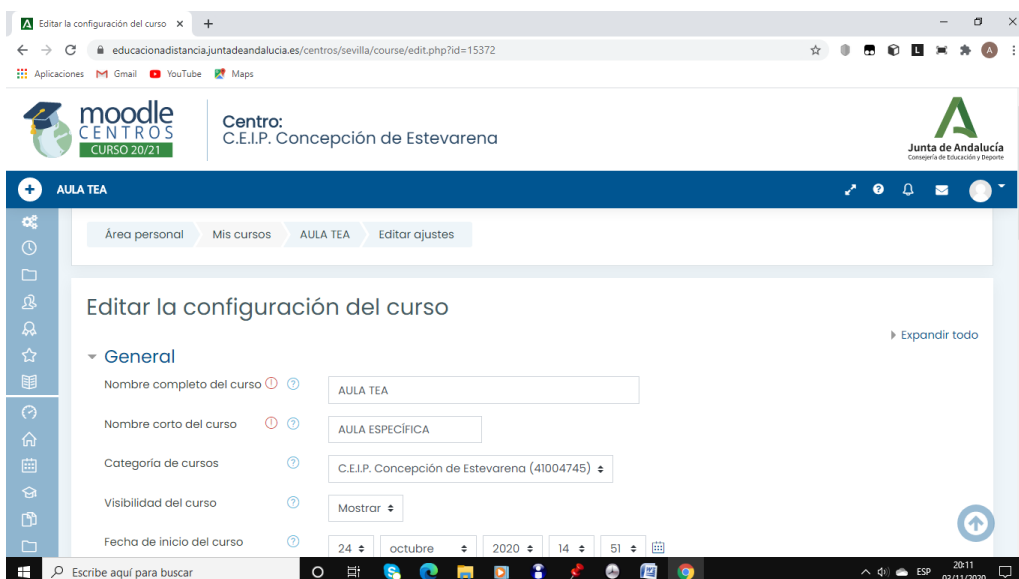 Editar la configuración del curso
educacionadistancia.juntadeandalucia.es/centros/sevilla/course/edit.php?id=15372
L
A
Aplicaciones Gmail YouTube Maps
moodle
CENTROS
CURSO 20/21
Centro:
C.E.I.P. Concepción de Estevarena
A
Junta de Andalucía
Consejería de Educación y Deporte
AULA TEA
Área personal Mis cursos AULA TEA Editar ajustes
Editar la configuración del curso
Expandir todo
General
Nombre completo del curso AULA TEA
Nombre corto del curso AULA ESPECÍFICA
Categoría de cursos C.E.I.P. Concepción de Estevarena (41004745)
Visibilidad del curso Mostrar
Fecha de inicio del curso 24 octubre 2020 14 51
Escribe aquí para buscar
ESP
20:11
03/11/2020